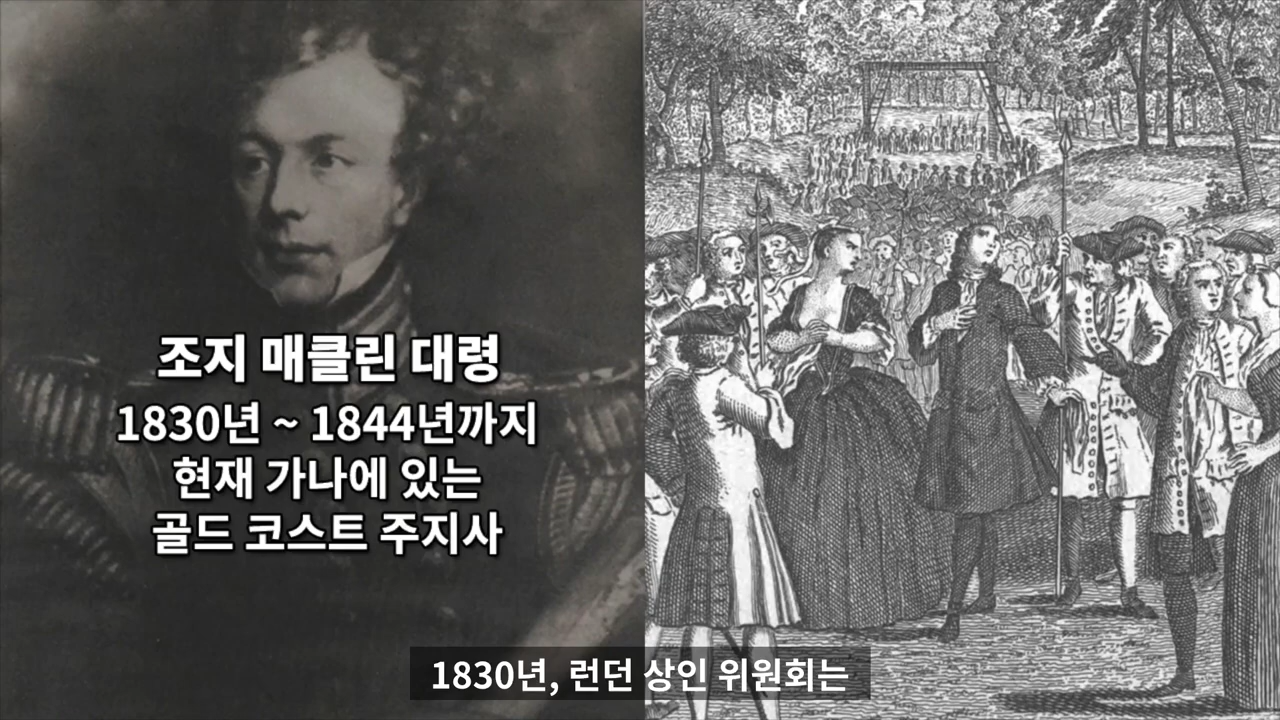 조지 매클린 대령
1830년 ~ 1844년까지
현재 가나에 있는
골드 코스트 주지사
1830년, 런던 상인 위원회는